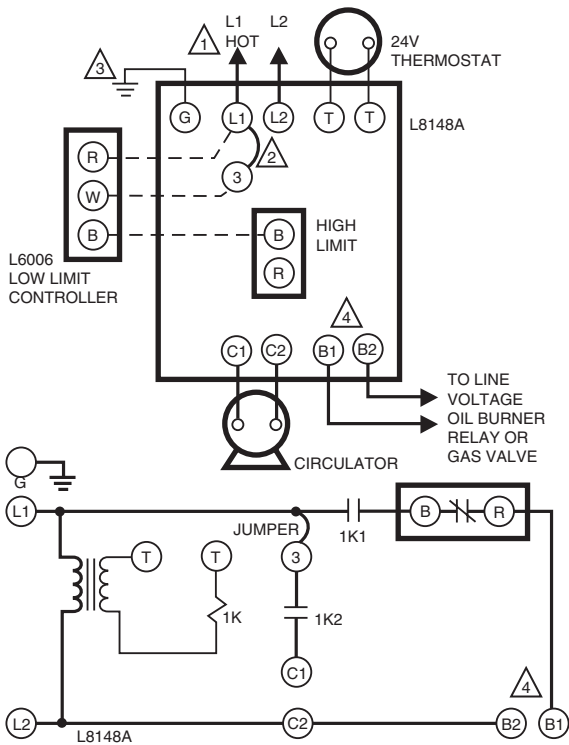 L1
HOT
L2
1
3
24V
THERMOSTAT
G
L1
L2
T
T
L8148A
2
3
R
W
B
L6006
LOW LIMIT
CONTROLLER
B
R
HIGH
LIMIT
4
C1
C2
B1
B2
TO LINE
VOLTAGE
OIL BURNER
RELAY OR
GAS VALVE
CIRCULATOR
G
L1
JUMPER
1K1
B
R
3
T
T
1K
1K2
C1
4
L2
L8148A
C2
B2
B1